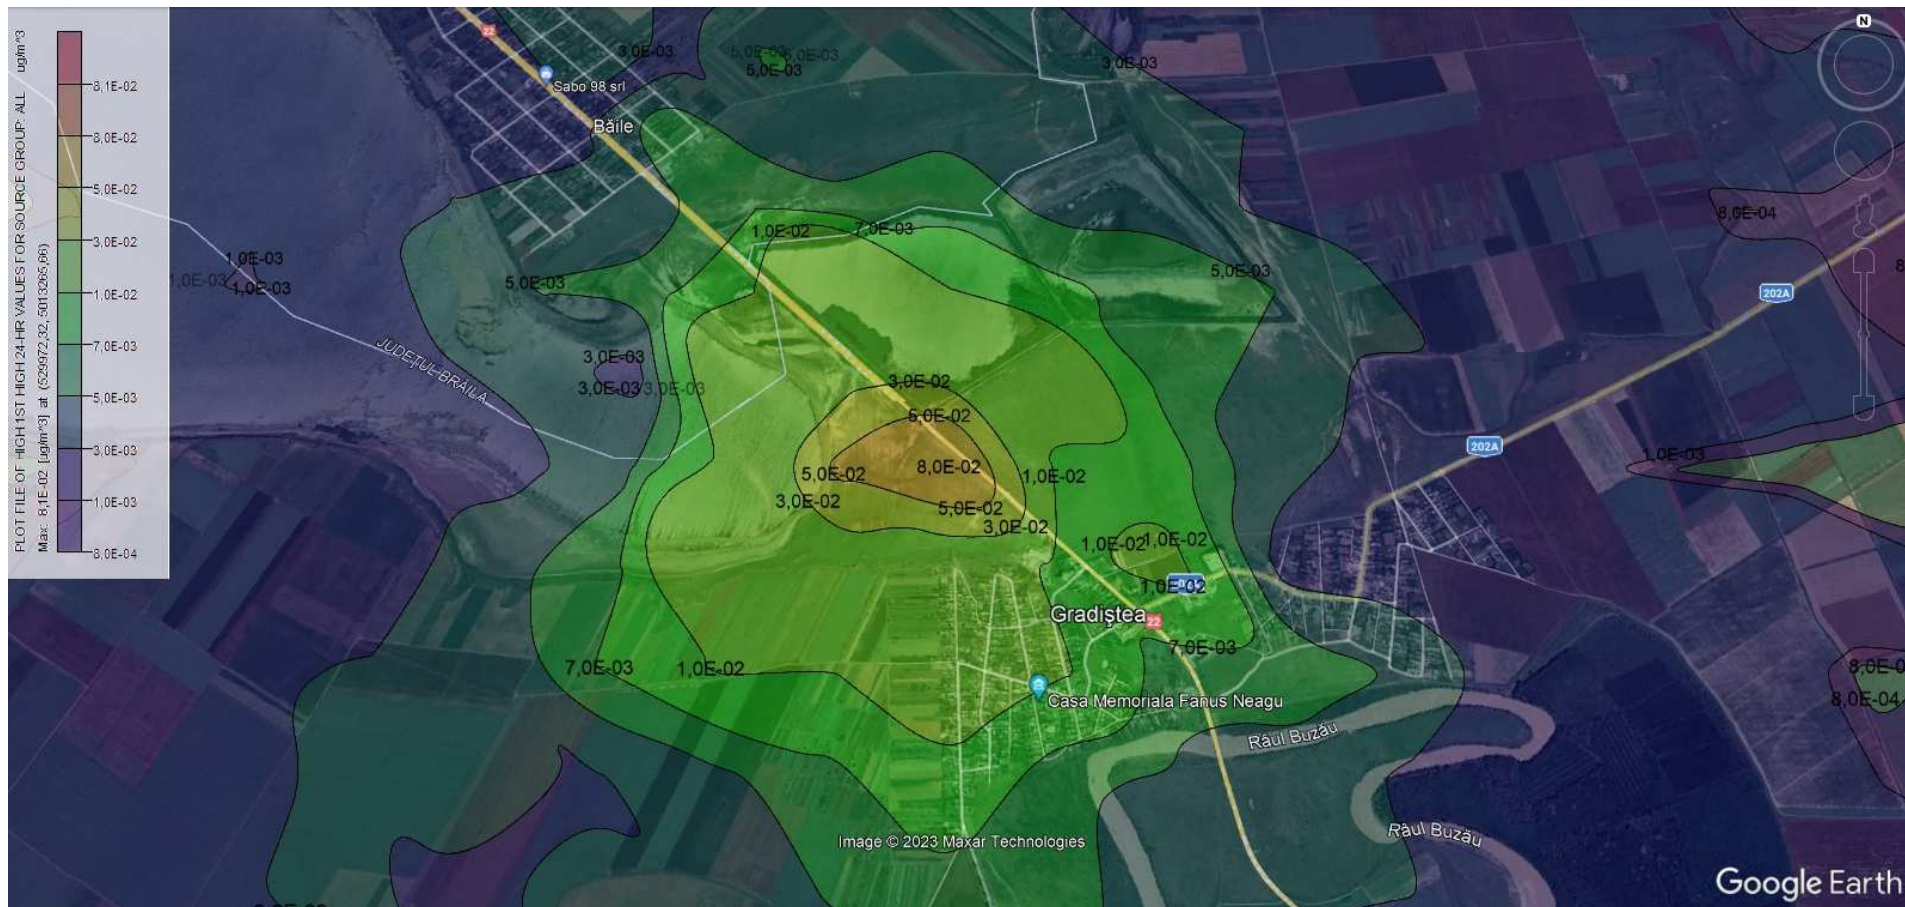 PLOT FILE OF HIGH 1ST HIGH 24-HR VALUES FOR SOURCE GROUP: ALL ug/m^3
Max: 8,1E-02 [ug/m^3] at
8,1E-02
8,0E-02
5,0E-02
3,0E-02
1,0E-02
7,0E-03
5,0E-03
3,0E-03
1,0E-03
8,0E-04
N
22
3,0E-03
5,0E-03
5,0E-03
5,0E-03
3,0E-03
Sabo 98 srl
Băile
8,0E-04
1,0E-02
7,0E-03
1,0E-03
1,0E-03
1,0E-03
5,0E-03
5,0E-03
202A
JUDEȚUL BRĂILA
3,0E-03
3,0E-03
3,0E-03
3,0E-02
5,0E-02
202A
1,0E-03
5,0E-02
8,0E-02
1,0E-02
3,0E-02
5,0E-02
3,0E-02
1,0E-02
1,0E-02
1,0E-02
Gradiştea
22
7,0E-03
7,0E-03
1,0E-02
8,0E-04
Casa Memoriala Fanus Neagu
Râul Buzău
Râul Buzău
Image © 2023 Maxar Technologies
Google Earth